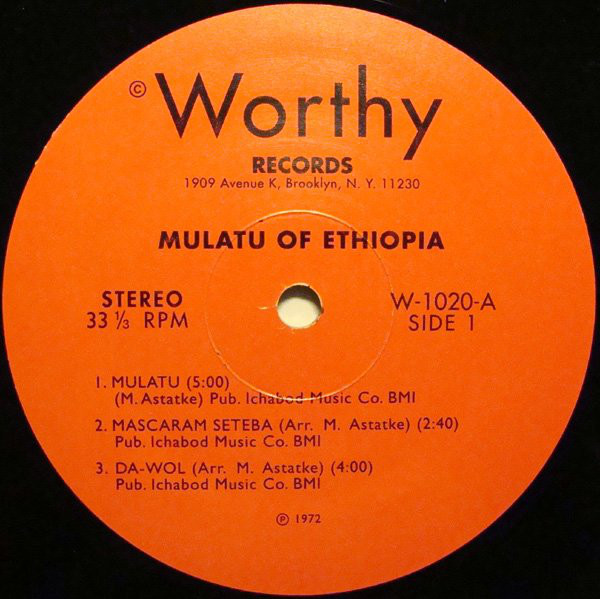 © Worthy
RECORDS
1909 Avenue K, Brooklyn, N. Y. 11230
MULATU OF ETHIOPIA
STEREO
33 ⅓ RPM
W-1020-A
SIDE 1
1. MULATU (5:00)
(M. Astatke) Pub. Ichabod Music Co. BMI
2. MASCARAM SETEBA (Arr. M. Astatke) (2:40)
Pub. Ichabod Music Co. BMI
3. DA-WOL (Arr. M. Astatke) (4:00)
Pub. Ichabod Music Co. BMI
℗ 1972